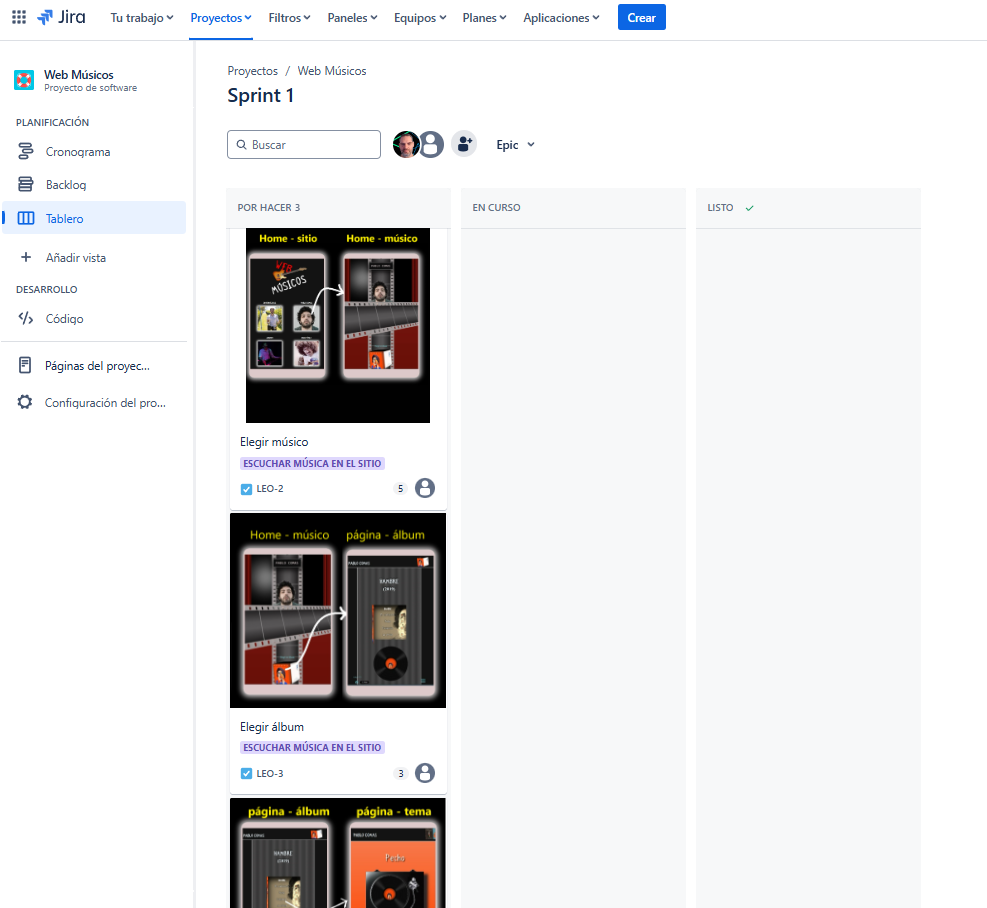 Jira Tu trabajo Proyectos Filtros Paneles Equipos Planes Aplicaciones Crear
Web Músicos
Proyecto de software
PLANIFICACIÓN
Cronograma
Backlog
Tablero
Añadir vista
DESARROLLO
Código
Páginas del proyec...
Configuración del pro...
Proyectos / Web Músicos
Sprint 1
Buscar
Epic
POR HACER 3
EN CURSO
LISTO
Home - sitio Home - músico
MÚSICOS
Elegir músico
ESCUCHAR MÚSICA EN EL SITIO
LEO-2 5
Home - músico página - álbum
HAMBRE
Elegir álbum
ESCUCHAR MÚSICA EN EL SITIO
LEO-3 3
página - álbum página - tema
HAMBRE
Pecho